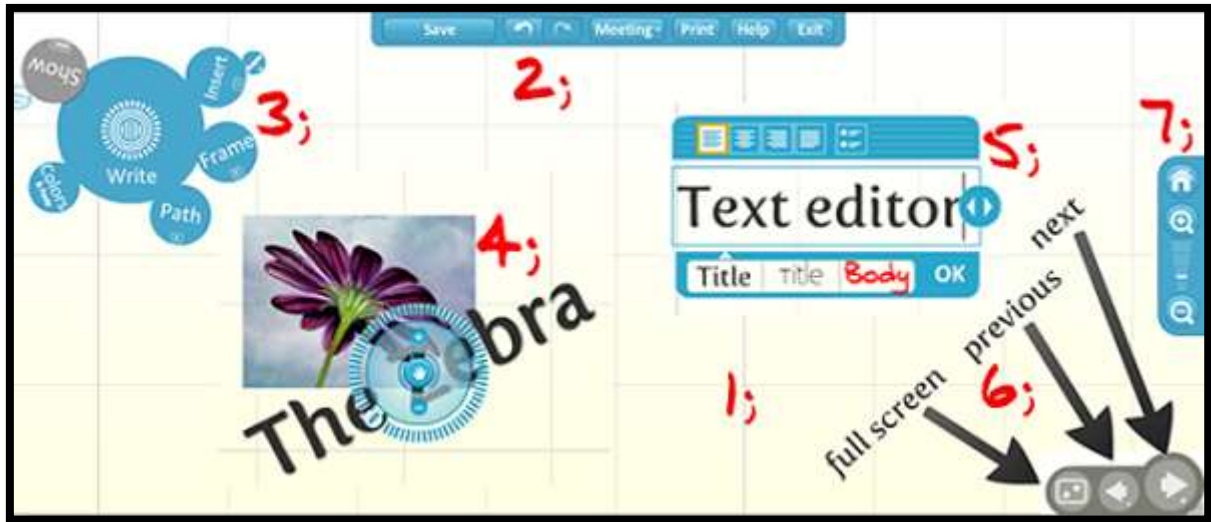 Save Meeting Print Help Exit
2;
Show
Insert
3;
Frame
Write
Colors
Path
4;
The Zebra
5;
Text editor
Title Title Body OK
1;
7;
next
previous
full screen
6;